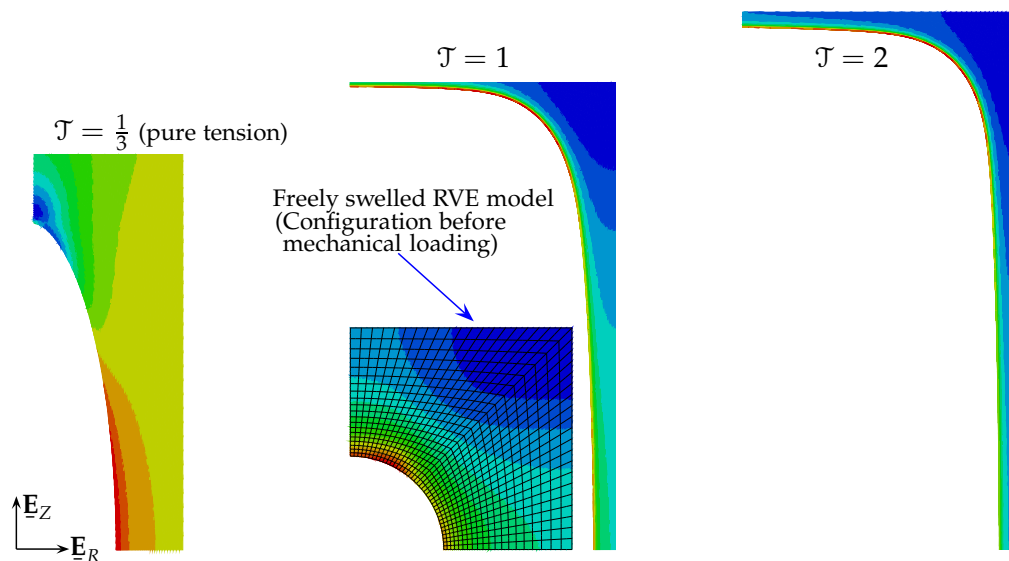 𝒯 = 2
𝒯 = 1
𝒯 = 1/3 (pure tension)
Freely swelled RVE model
(Configuration before
mechanical loading)
E_Z
E_R